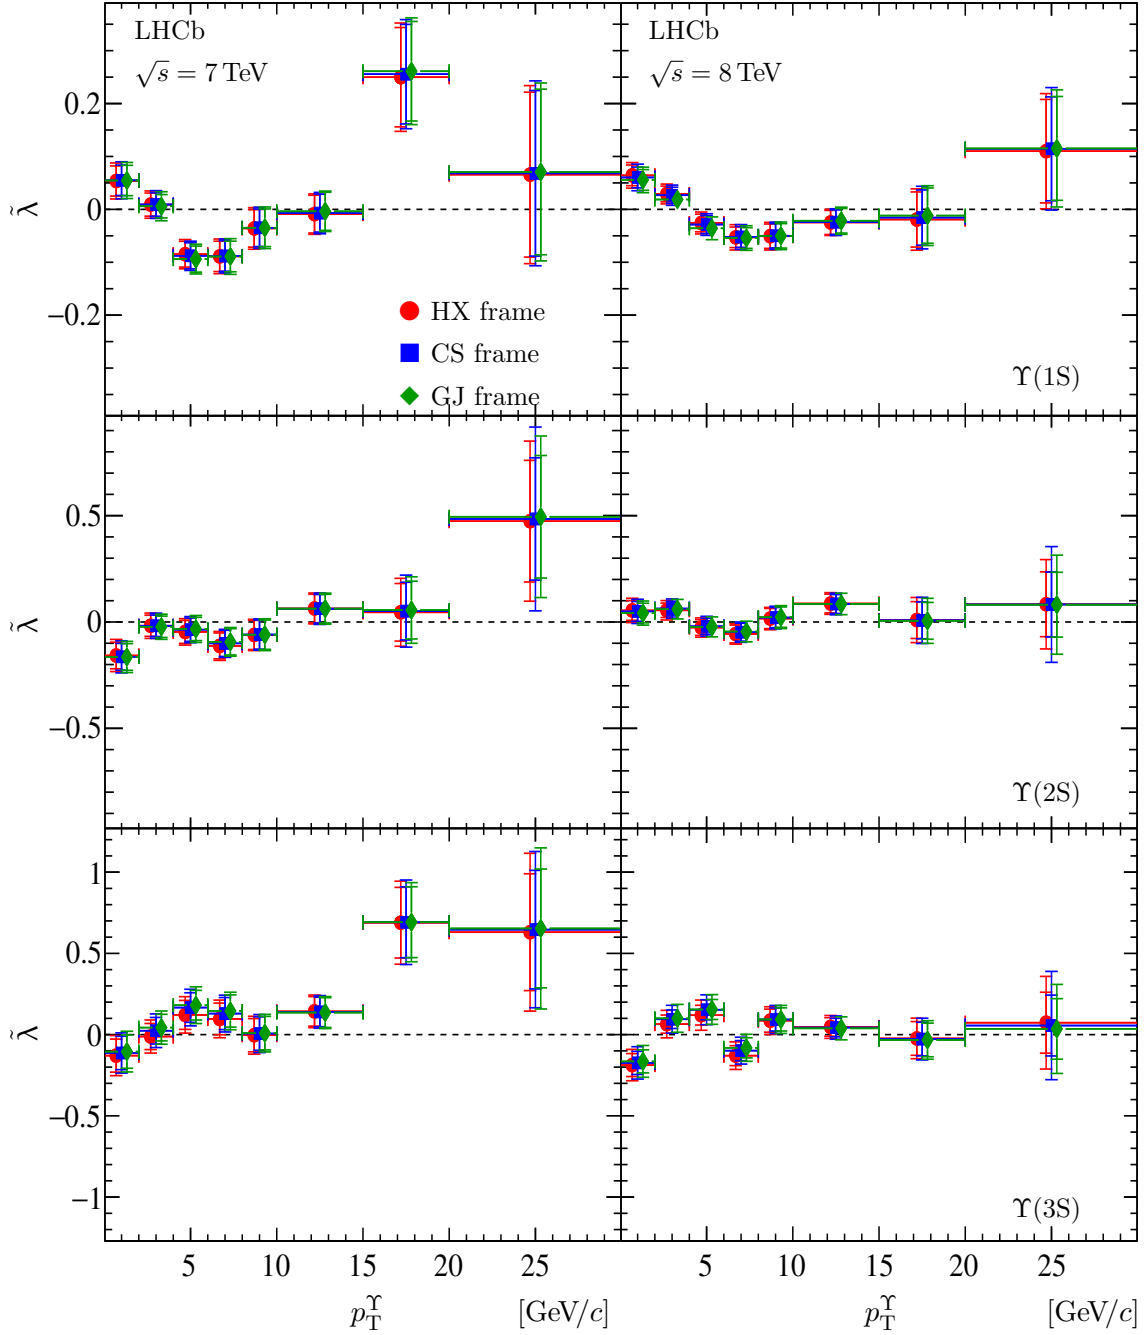 LHCb
√s = 7 TeV
LHCb
√s = 8 TeV
0.2
0
−0.2
λ̃
HX frame
CS frame
GJ frame
ϒ(1S)
0.5
0
−0.5
λ̃
ϒ(2S)
1
0.5
0
−0.5
−1
λ̃
ϒ(3S)
5 10 15 20 25 5 10 15 20 25 30
p_T^ϒ [GeV/c] p_T^ϒ [GeV/c]